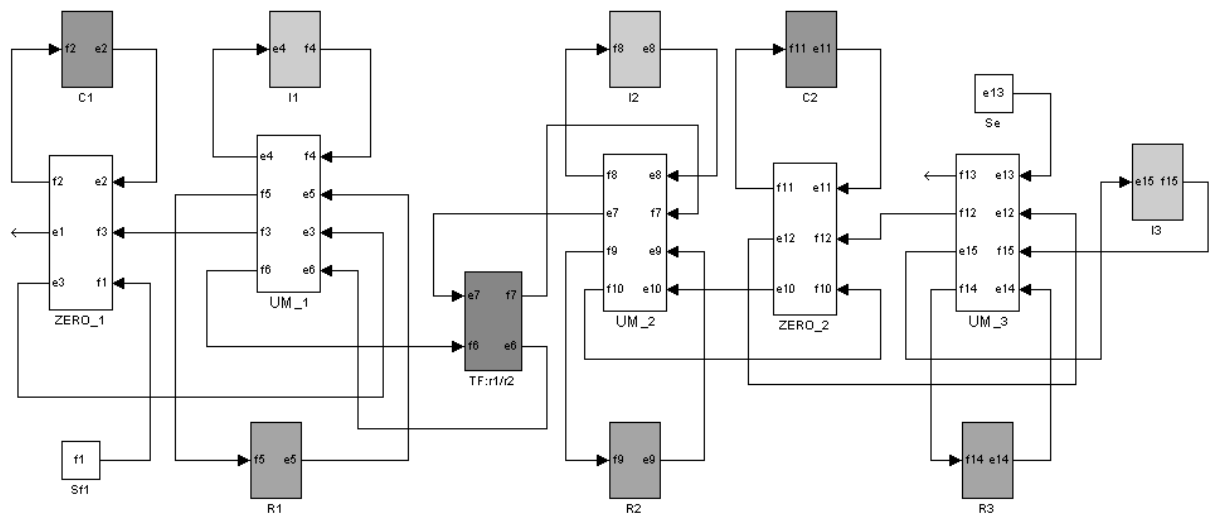 f2 e2
C1
e4 f4
I1
f8 e8
I2
f11 e11
C2
e13
Se
e15 f15
I3
f2 e2
e1 f3
e3 f1
ZERO_1
e4 f4
f5 e5
f3 e3
f6 e6
UM_1
e7 f7
f6 e6
TF:r1/r2
f8 e8
e7 f7
f9 e9
f10 e10
UM_2
f11 e11
e12 f12
e10 f10
ZERO_2
f13 e13
f12 e12
e15 f15
f14 e14
UM_3
f1
Sf1
f5 e5
R1
f9 e9
R2
f14 e14
R3